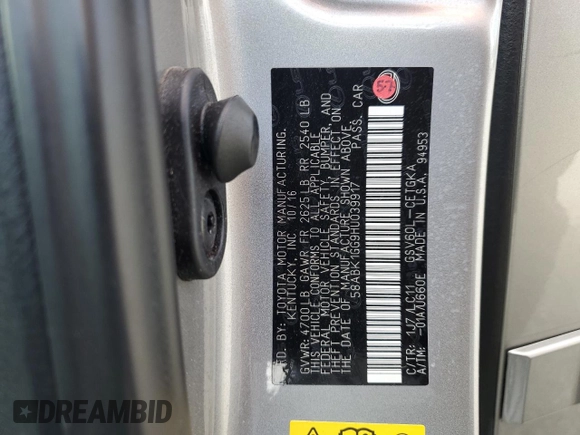 MFD. BY: TOYOTA MOTOR MANUFACTURING,
KENTUCKY, INC. 10/16
GVWR: 4700LB GAWR FR 2625LB RR 2540 LB
THIS VEHICLE CONFORMS TO ALL APPLICABLE
FEDERAL MOTOR VEHICLE SAFETY, BUMPER, AND
THEFT PREVENTION STANDARDS IN EFFECT ON
THE DATE OF MANUFACTURE SHOWN ABOVE.
58ABK1GG9HU039917 PASS. CAR
C/TR: 1J7/LC11 GSV60L-CETGKA
A/TM: -01A/U660E MADE IN U.S.A. 94953
DREAMBID